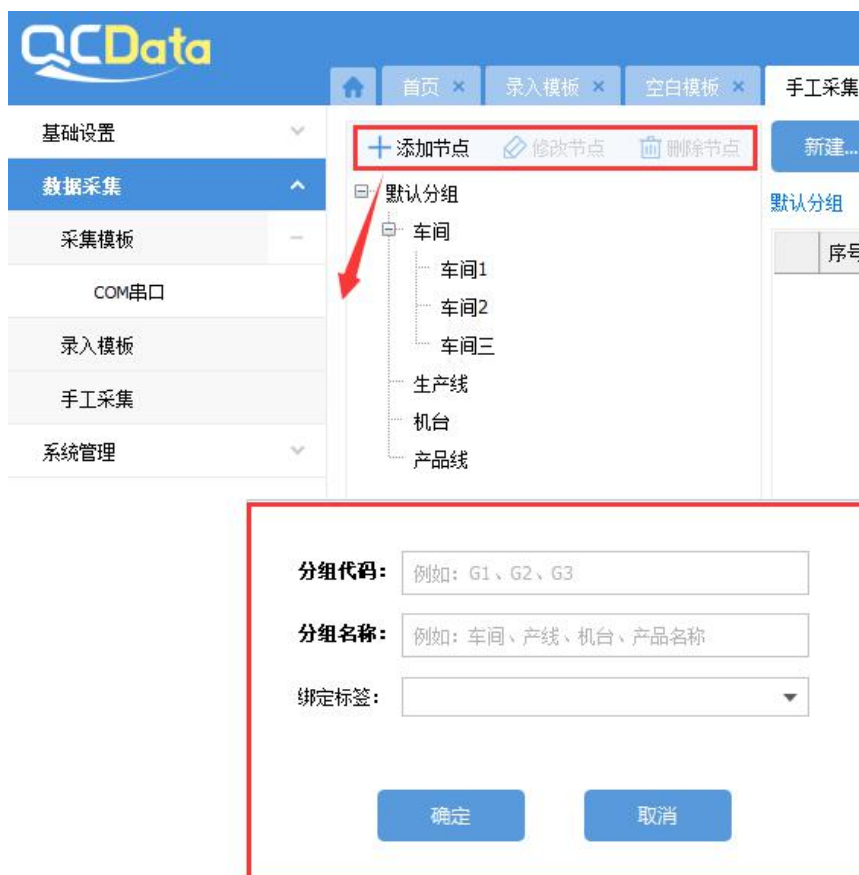 QCData
首页 × 录入模板 × 空白模板 × 手工采集
基础设置
数据采集
采集模板
COM串口
录入模板
手工采集
系统管理
添加节点 修改节点 删除节点
默认分组
车间
车间1
车间2
车间三
生产线
机台
产品线
新建...
默认分组
序号
分组代码：
例如：G1、G2、G3
分组名称：
例如：车间、产线、机台、产品名称
绑定标签：
确定 取消